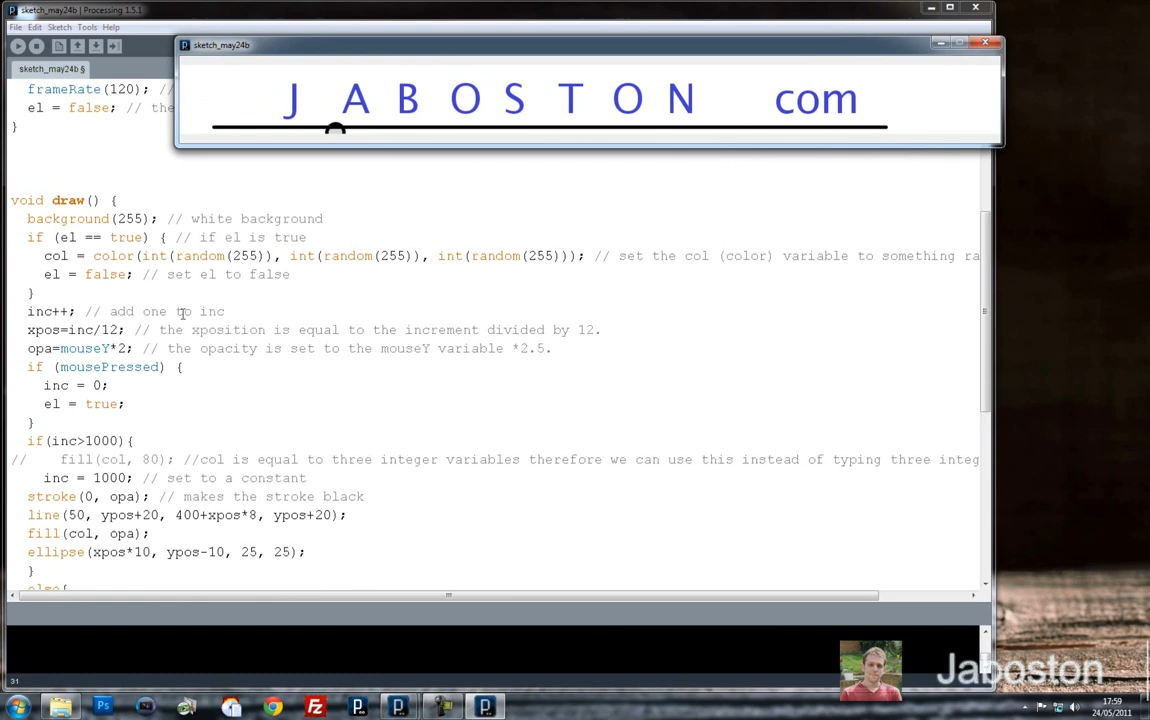 sketch_may24b | Processing 1.5.1
File Edit Sketch Tools Help
sketch_may24b
sketch_may24b §
J A B O S T O N com
frameRate(120); //
el = false; // the
}
void draw() {
background(255); // white background
if (el == true) { // if el is true
col = color(int(random(255)), int(random(255)), int(random(255))); // set the col (color) variable to something ra
el = false; // set el to false
}
inc++; // add one to inc
xpos=inc/12; // the xposition is equal to the increment divided by 12.
opa=mouseY*2; // the opacity is set to the mouseY variable *2.5.
if (mousePressed) {
inc = 0;
el = true;
}
if(inc>1000){
// fill(col, 80); //col is equal to three integer variables therefore we can use this instead of typing three integ
inc = 1000; // set to a constant
stroke(0, opa); // makes the stroke black
line(50, ypos+20, 400+xpos*8, ypos+20);
fill(col, opa);
ellipse(xpos*10, ypos-10, 25, 25);
}
else{
Jaboston
31
Ps
Fz
17:59
24/05/2011